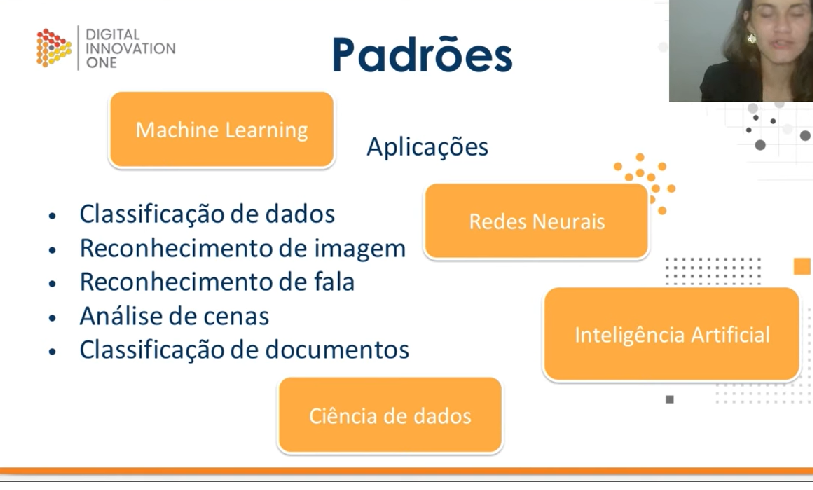 DIGITAL
INNOVATION
ONE
Padrões
Machine Learning
Aplicações
• Classificação de dados
• Reconhecimento de imagem
• Reconhecimento de fala
• Análise de cenas
• Classificação de documentos
Redes Neurais
Inteligência Artificial
Ciência de dados